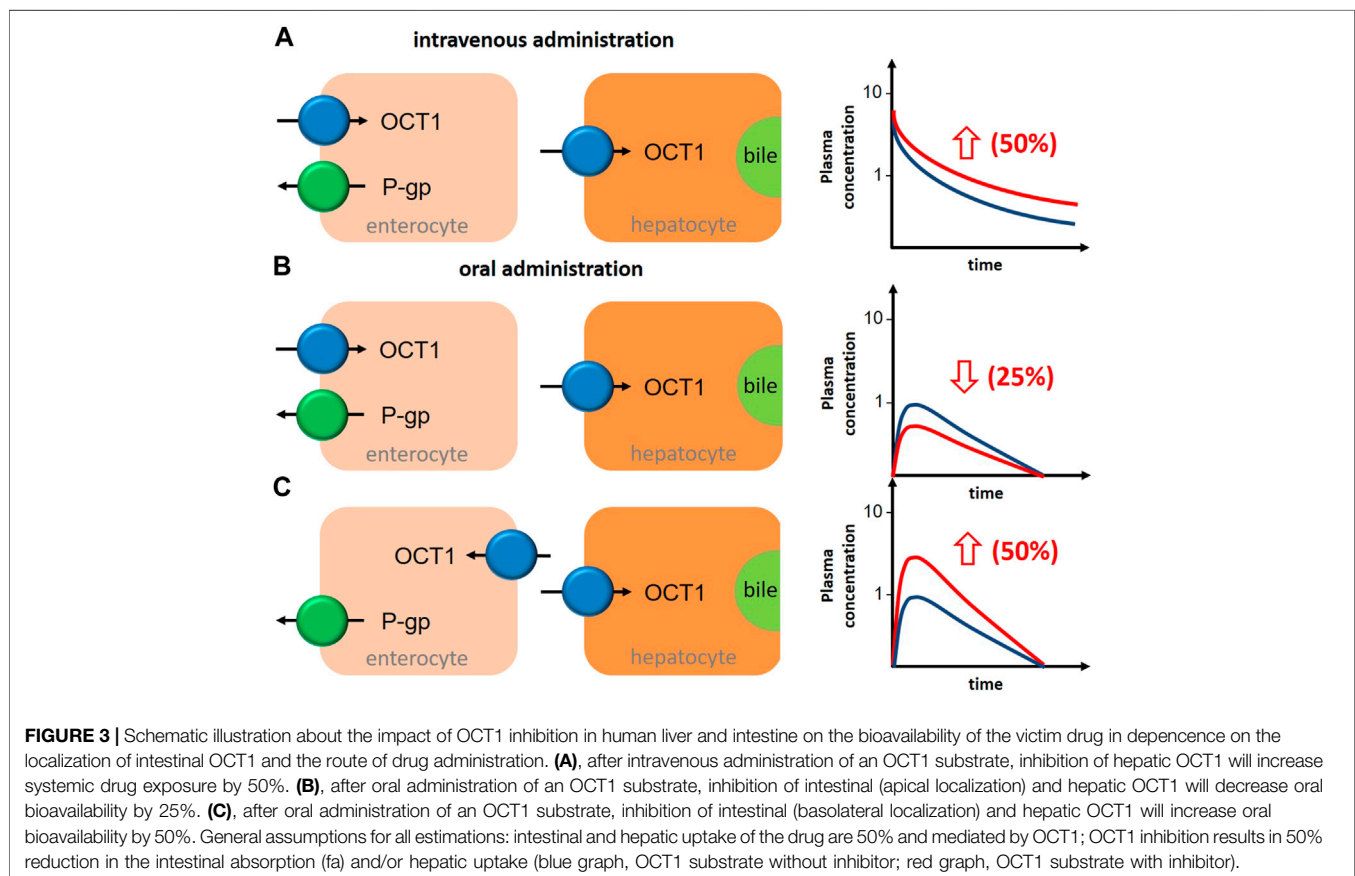 A
intravenous administration
OCT1
P-gp
enterocyte
OCT1
bile
hepatocyte
Plasma
concentration
10
1
(50%)
time
B
oral administration
OCT1
P-gp
enterocyte
OCT1
bile
hepatocyte
Plasma
concentration
10
1
(25%)
time
C
OCT1
P-gp
enterocyte
OCT1
bile
hepatocyte
Plasma
concentration
10
1
(50%)
time
FIGURE 3 | Schematic illustration about the impact of OCT1 inhibition in human liver and intestine on the bioavailability of the victim drug in depencence on the
localization of intestinal OCT1 and the route of drug administration. (A), after intravenous administration of an OCT1 substrate, inhibition of hepatic OCT1 will increase
systemic drug exposure by 50%. (B), after oral administration of an OCT1 substrate, inhibition of intestinal (apical localization) and hepatic OCT1 will decrease oral
bioavailability by 25%. (C), after oral administration of an OCT1 substrate, inhibition of intestinal (basolateral localization) and hepatic OCT1 will increase oral
bioavailability by 50%. General assumptions for all estimations: intestinal and hepatic uptake of the drug are 50% and mediated by OCT1; OCT1 inhibition results in 50%
reduction in the intestinal absorption (fa) and/or hepatic uptake (blue graph, OCT1 substrate without inhibitor; red graph, OCT1 substrate with inhibitor).